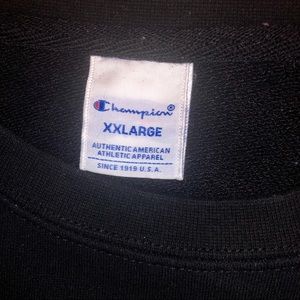 Champion®
XXLARGE
AUTHENTIC AMERICAN
ATHLETIC APPAREL
SINCE 1919 U.S.A.